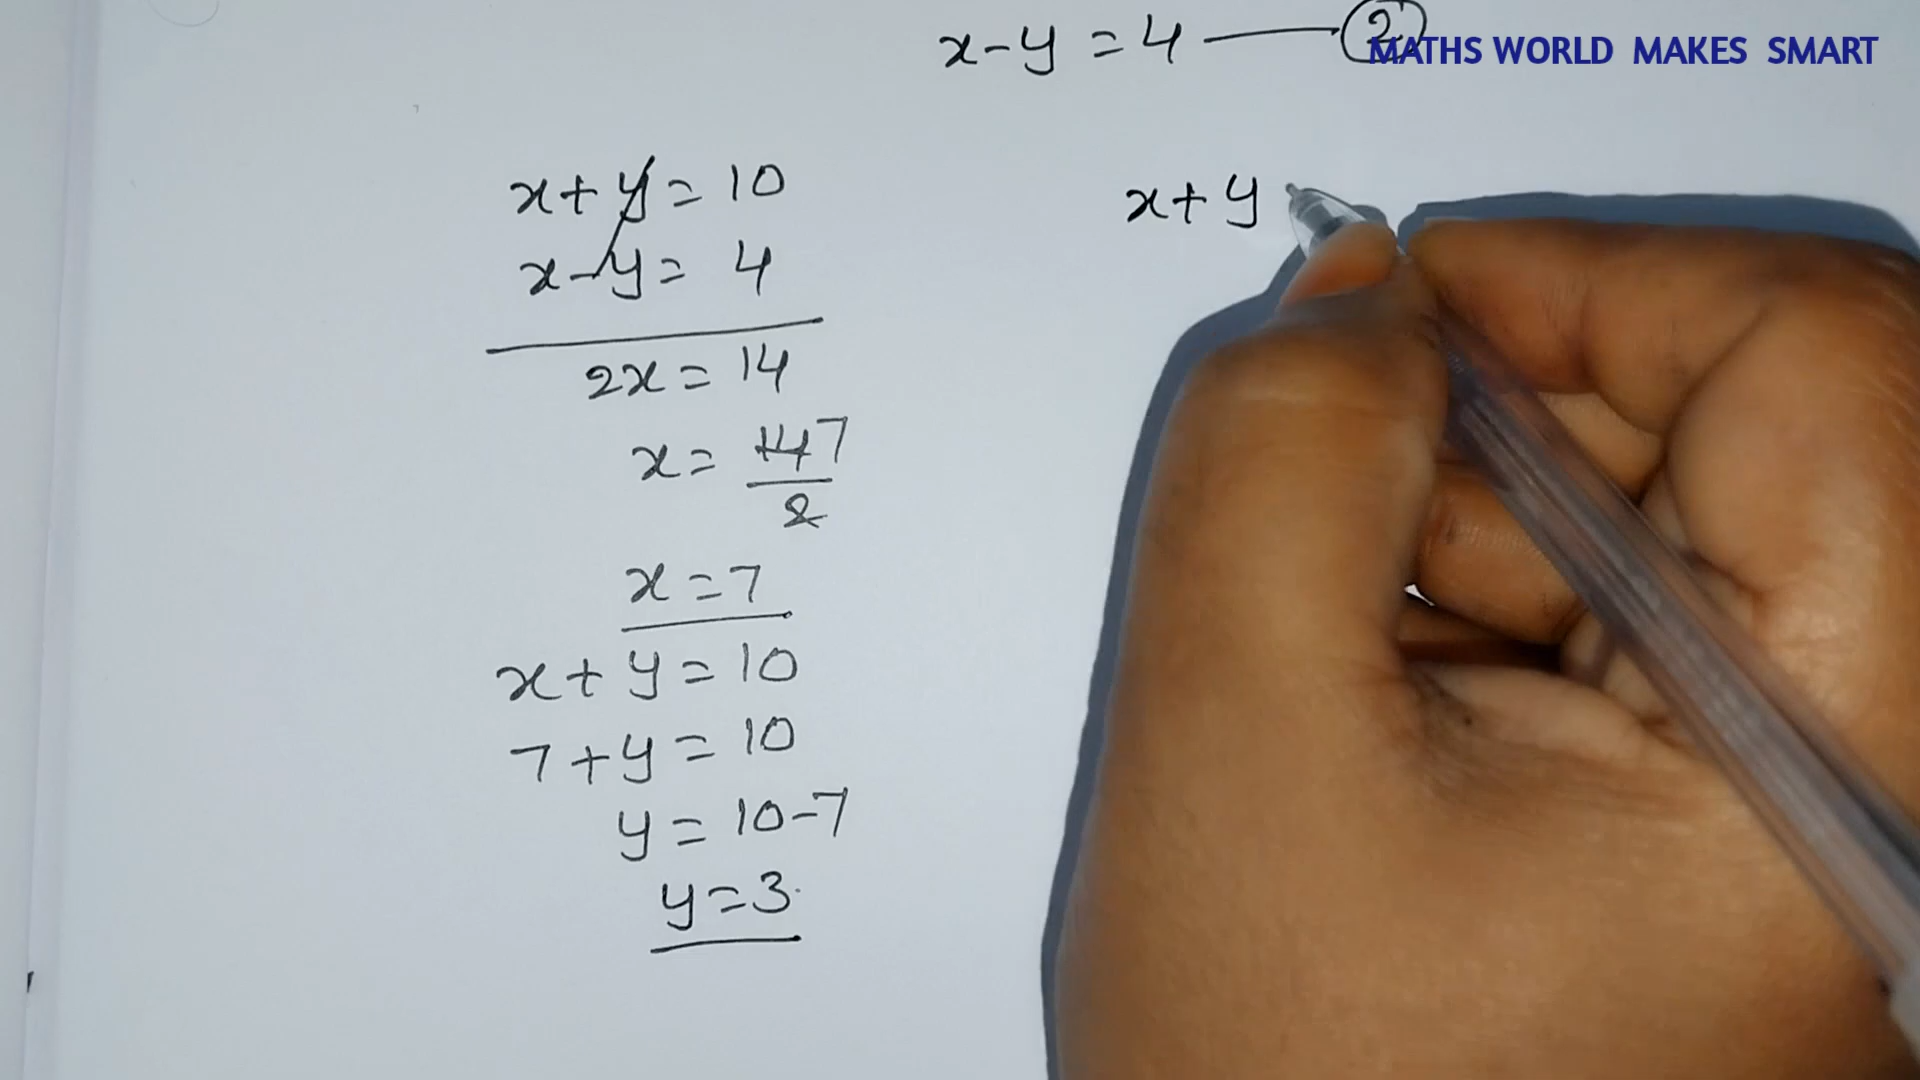 x-y = 4 —— 2
MATHS WORLD MAKES SMART
x+y = 10
x-y = 4
2x = 14
x = 14 7
2
x = 7
x+y = 10
7+y = 10
y = 10-7
y = 3
x+y